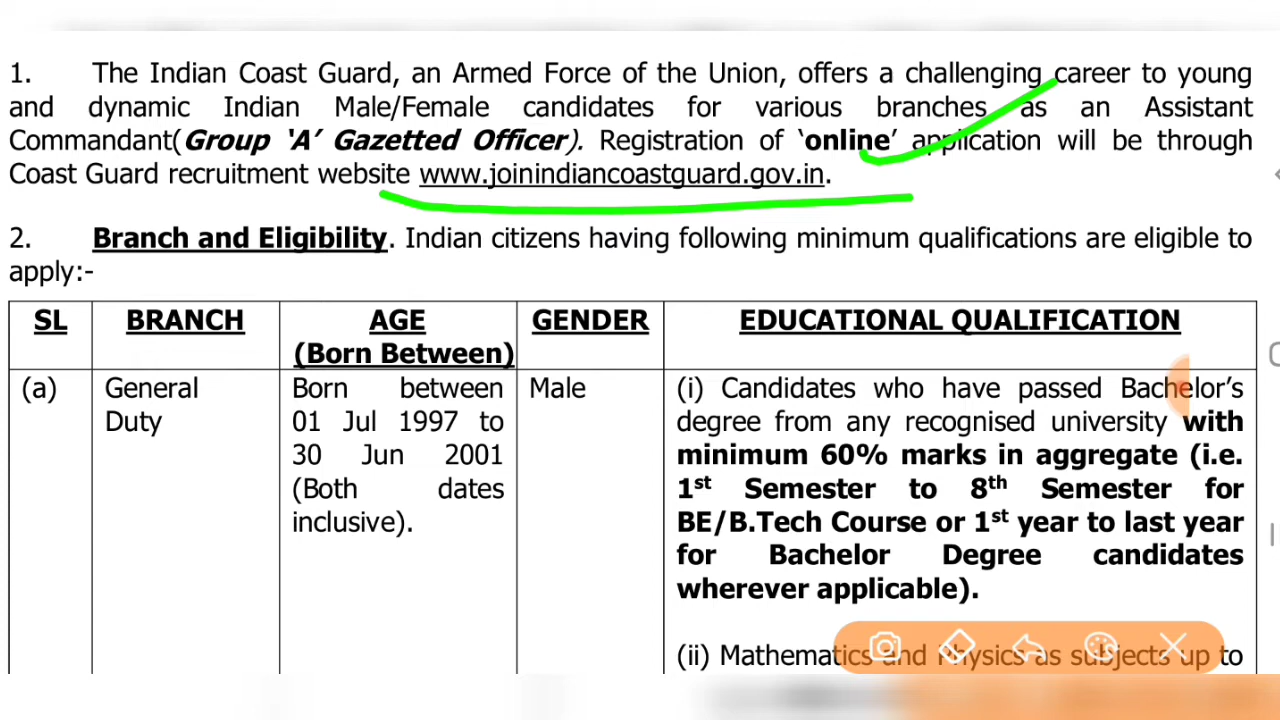 1. The Indian Coast Guard, an Armed Force of the Union, offers a challenging career to young
and dynamic Indian Male/Female candidates for various branches as an Assistant
Commandant(Group ‘A’ Gazetted Officer). Registration of ‘online’ application will be through
Coast Guard recruitment website www.joinindiancoastguard.gov.in.
2. Branch and Eligibility. Indian citizens having following minimum qualifications are eligible to
apply:-
SL BRANCH AGE GENDER EDUCATIONAL QUALIFICATION
(Born Between)
(a) General Born between Male (i) Candidates who have passed Bachelor’s
Duty 01 Jul 1997 to degree from any recognised university with
30 Jun 2001 minimum 60% marks in aggregate (i.e.
(Both dates 1st Semester to 8th Semester for
inclusive). BE/B.Tech Course or 1st year to last year
for Bachelor Degree candidates
wherever applicable).
(ii) Mathematics and Physics as subjects up to